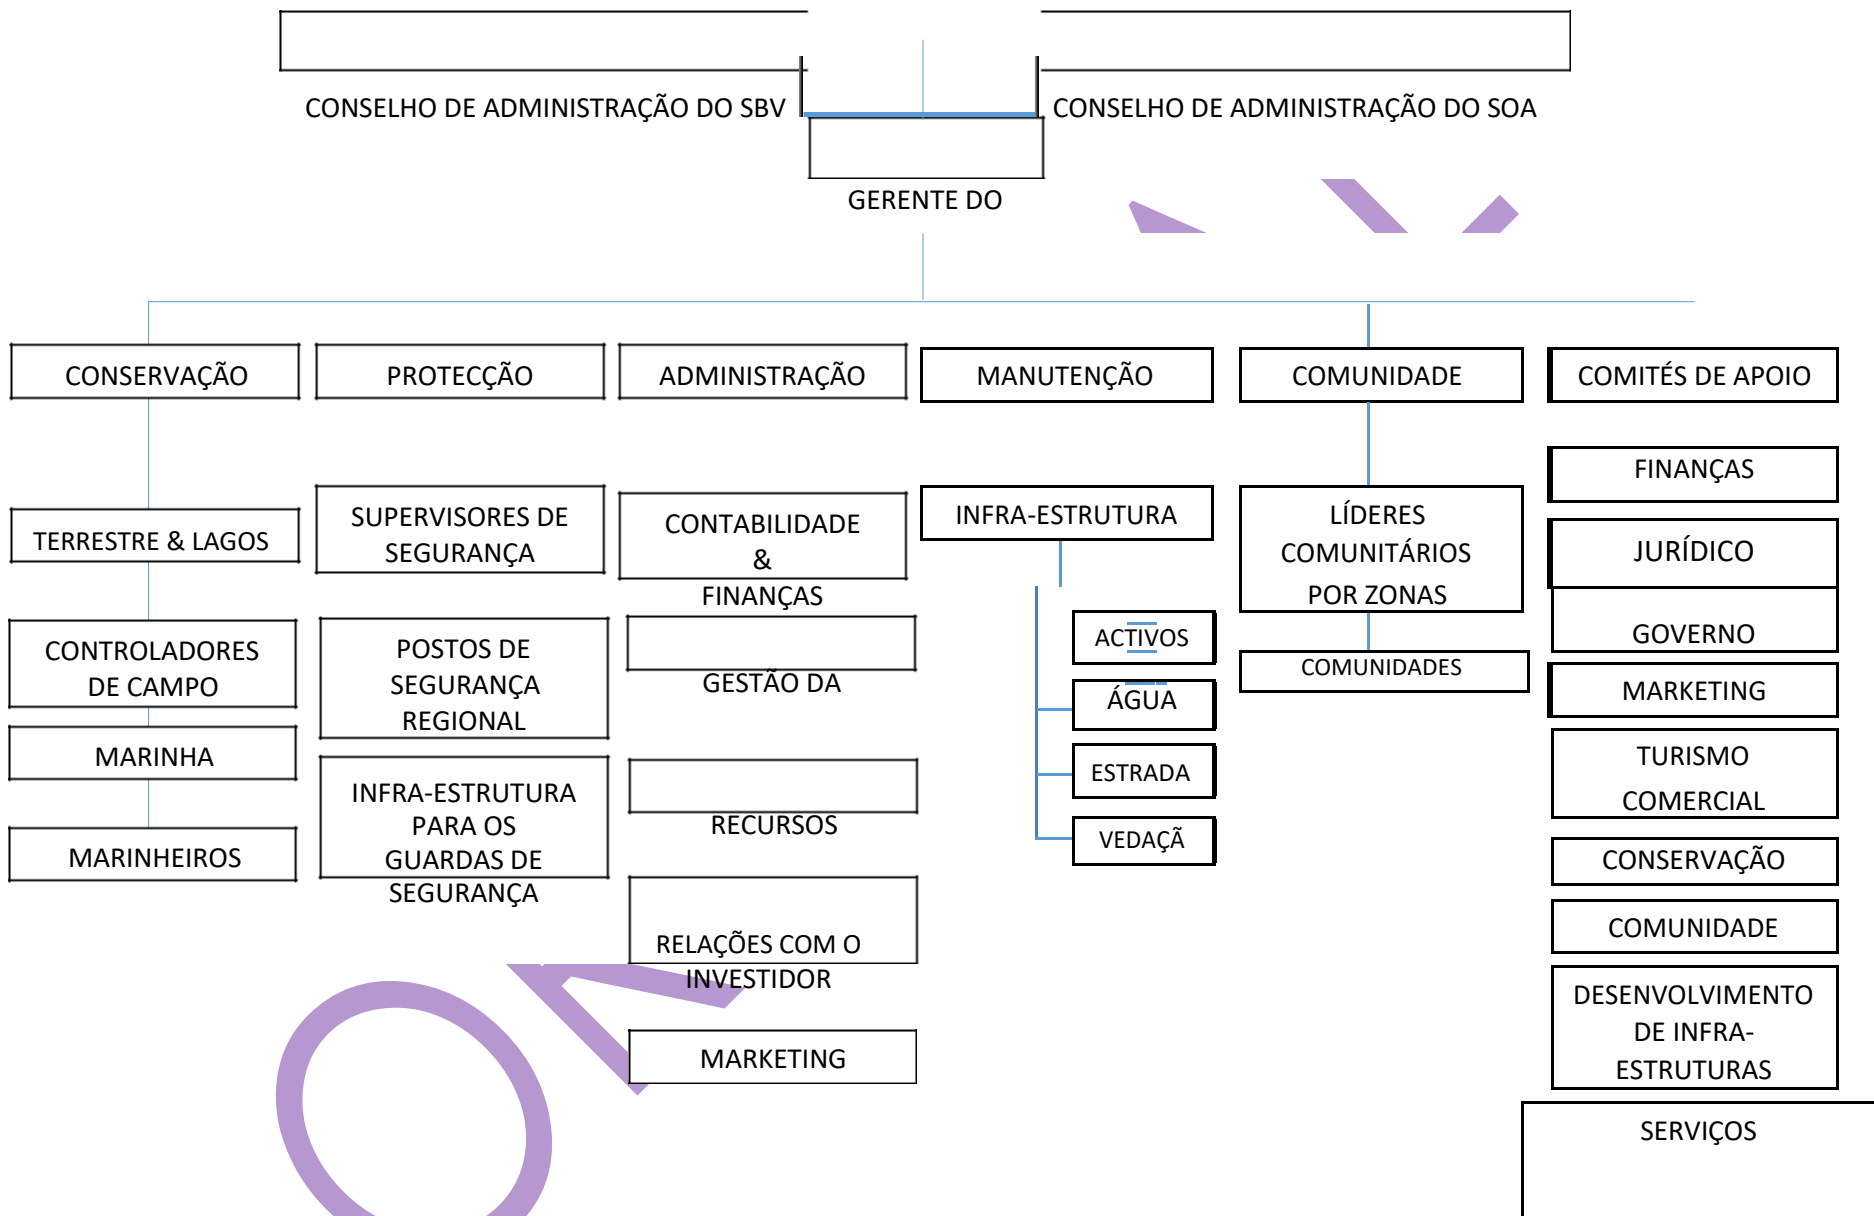 CONSELHO DE ADMINISTRAÇÃO DO SBV
CONSELHO DE ADMINISTRAÇÃO DO SOA
GERENTE DO
CONSERVAÇÃO
TERRESTRE & LAGOS
CONTROLADORES
DE CAMPO
MARINHA
MARINHEIROS
PROTECÇÃO
SUPERVISORES DE
SEGURANÇA
POSTOS DE
SEGURANÇA
REGIONAL
INFRA-ESTRUTURA
PARA OS
GUARDAS DE
SEGURANÇA
ADMINISTRAÇÃO
CONTABILIDADE
&
FINANÇAS
GESTÃO DA
RECURSOS
RELAÇÕES COM O
INVESTIDOR
MARKETING
MANUTENÇÃO
INFRA-ESTRUTURA
ACTIVOS
ÁGUA
ESTRADA
VEDAÇÃ
COMUNIDADE
LÍDERES
COMUNITÁRIOS
POR ZONAS
COMUNIDADES
COMITÉS DE APOIO
FINANÇAS
JURÍDICO
GOVERNO
MARKETING
TURISMO
COMERCIAL
CONSERVAÇÃO
COMUNIDADE
DESENVOLVIMENTO
DE INFRA-
ESTRUTURAS
SERVIÇOS